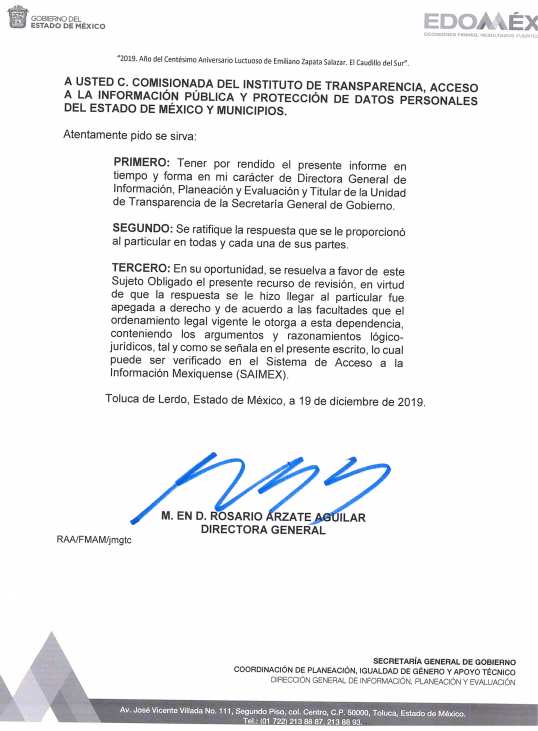 GOBIERNO DEL
ESTADO DE MÉXICO
EDOMÉX
DECISIONES FIRMES, RESULTADOS FUERTES.
"2019. Año del Centésimo Aniversario Luctuoso de Emiliano Zapata Salazar. El Caudillo del Sur".
A USTED C. COMISIONADA DEL INSTITUTO DE TRANSPARENCIA, ACCESO
A LA INFORMACIÓN PÚBLICA Y PROTECCIÓN DE DATOS PERSONALES
DEL ESTADO DE MÉXICO Y MUNICIPIOS.
Atentamente pido se sirva:
PRIMERO: Tener por rendido el presente informe en
tiempo y forma en mi carácter de Directora General de
Información, Planeación y Evaluación y Titular de la Unidad
de Transparencia de la Secretaría General de Gobierno.
SEGUNDO: Se ratifique la respuesta que se le proporcionó
al particular en todas y cada una de sus partes.
TERCERO: En su oportunidad, se resuelva a favor de este
Sujeto Obligado el presente recurso de revisión, en virtud
de que la respuesta se le hizo llegar al particular fue
apegada a derecho y de acuerdo a las facultades que el
ordenamiento legal vigente le otorga a esta dependencia,
conteniendo los argumentos y razonamientos lógico-
jurídicos, tal y como se señala en el presente escrito, lo cual
puede ser verificado en el Sistema de Acceso a la
Información Mexiquense (SAIMEX).
Toluca de Lerdo, Estado de México, a 19 de diciembre de 2019.
M. EN D. ROSARIO ARZATE AGUILAR
DIRECTORA GENERAL
RAA/FMAM/jmgtc
SECRETARÍA GENERAL DE GOBIERNO
COORDINACIÓN DE PLANEACIÓN, IGUALDAD DE GÉNERO Y APOYO TÉCNICO
DIRECCIÓN GENERAL DE INFORMACIÓN, PLANEACIÓN Y EVALUACIÓN
Av. José Vicente Villada No. 111, Segundo Piso, col. Centro, C.P. 50000, Toluca, Estado de México.
Tel.: (01 722) 213 88 87, 213 88 93.